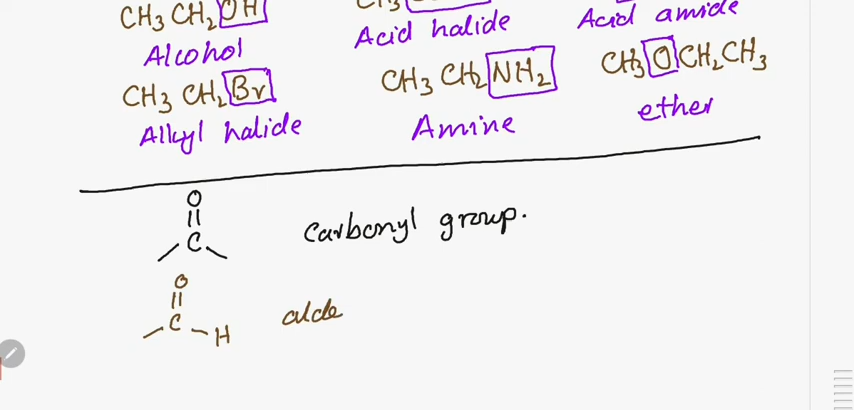 CH3 CH2 OH
Alcohol
Acid halide
Acid amide
CH3 CH2 Br
CH3 CH2 NH2
CH3 O CH2 CH3
Alkyl halide
Amine
ether
O
||
C
Carbonyl group.
O
||
C - H
alde